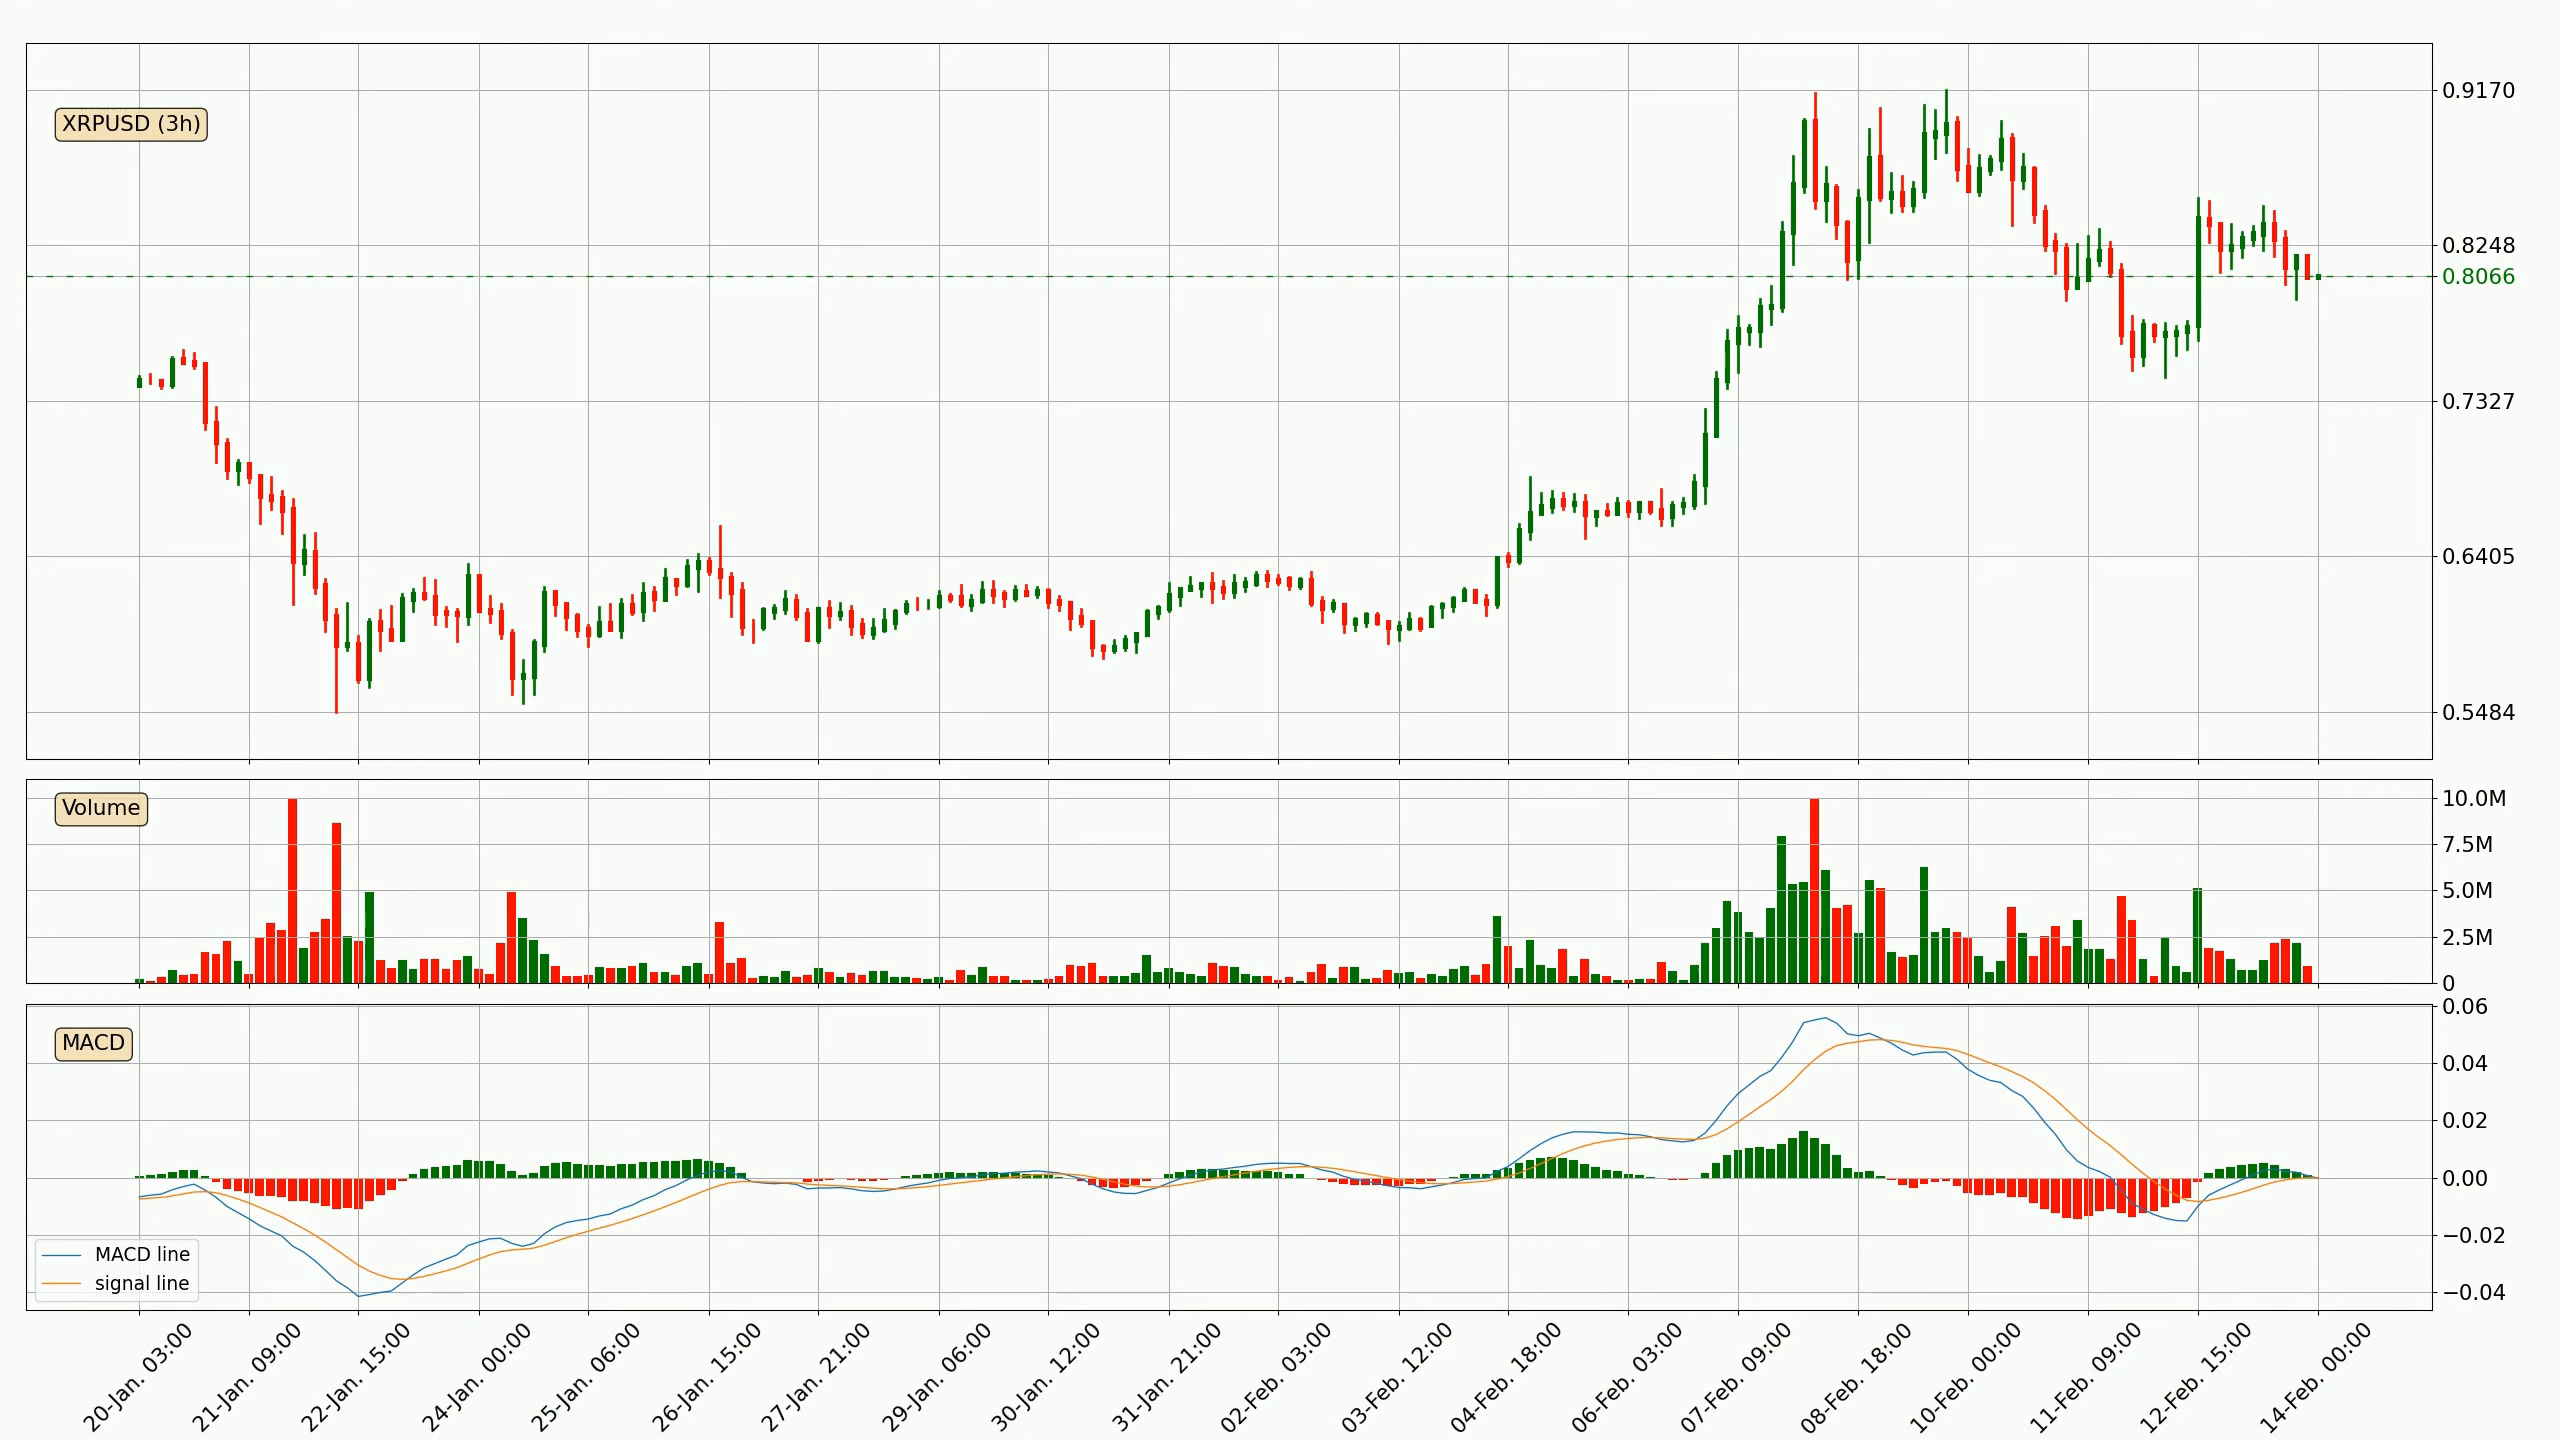 XRPUSD (3h)
0.9170
0.8248
0.8066
0.7327
0.6405
0.5484
Volume
10.0M
7.5M
5.0M
2.5M
0
MACD
0.06
0.04
0.02
0.00
−0.02
−0.04
MACD line
signal line
20-Jan. 03:00
21-Jan. 09:00
22-Jan. 15:00
24-Jan. 00:00
25-Jan. 06:00
26-Jan. 15:00
27-Jan. 21:00
29-Jan. 06:00
30-Jan. 12:00
31-Jan. 21:00
02-Feb. 03:00
03-Feb. 12:00
04-Feb. 18:00
06-Feb. 03:00
07-Feb. 09:00
08-Feb. 18:00
10-Feb. 00:00
11-Feb. 09:00
12-Feb. 15:00
14-Feb. 00:00